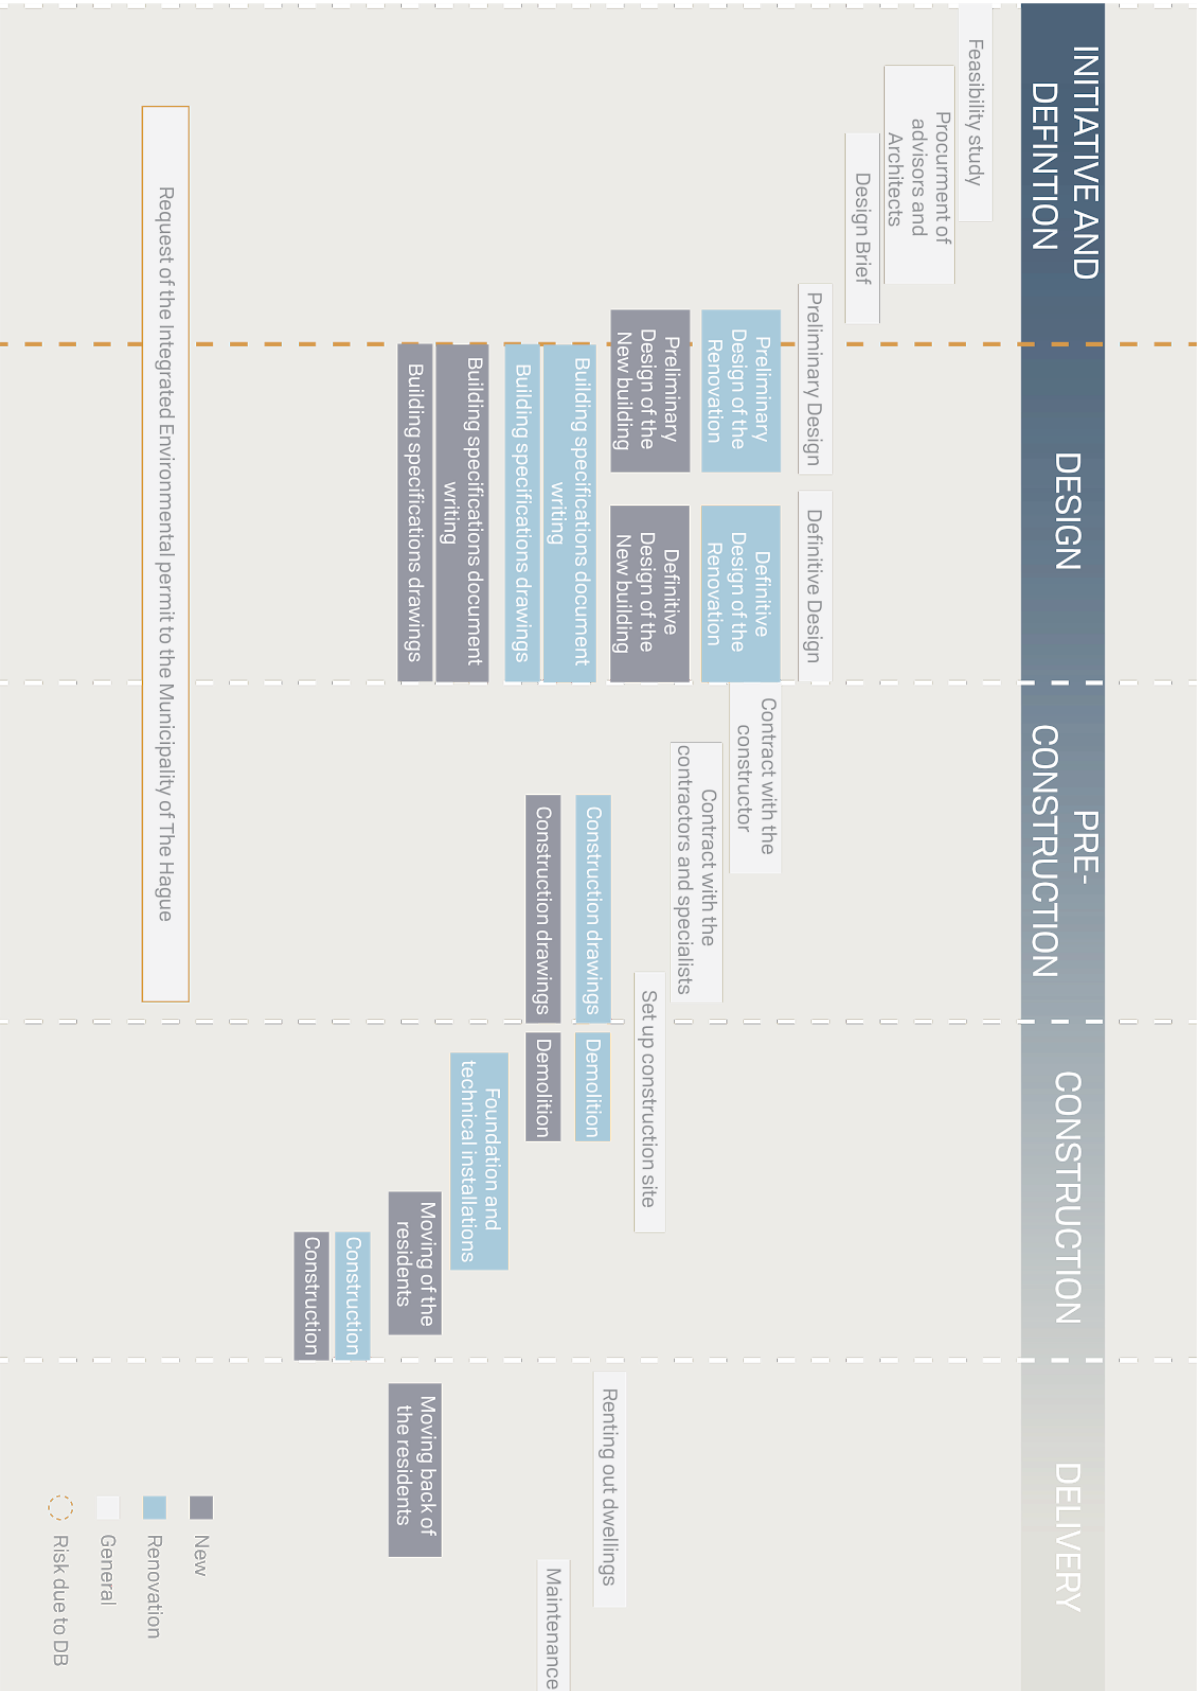 INITIATIVE AND
DEFINTION
DESIGN
PRE-
CONSTRUCTION
CONSTRUCTION
DELIVERY
Feasibility study
Procurment of
advisors and
Architects
Design Brief
Preliminary Design
Definitive Design
Preliminary
Design of the
Renovation
Definitive
Design of the
Renovation
Contract with the
constructor
Preliminary
Design of the
New building
Definitive
Design of the
New building
Contract with the
contractors and specialists
Set up construction site
Building specifications document
writing
Building specifications drawings
Construction drawings
Demolition
Renting out dwellings
Construction drawings
Demolition
Maintenance
Building specifications document
writing
Building specifications drawings
Foundation and
technical installations
Moving of the
residents
Moving back of
the residents
Construction
Construction
Request of the Integrated Environmental permit to the Municipality of The Hague
New
Renovation
General
Risk due to DB